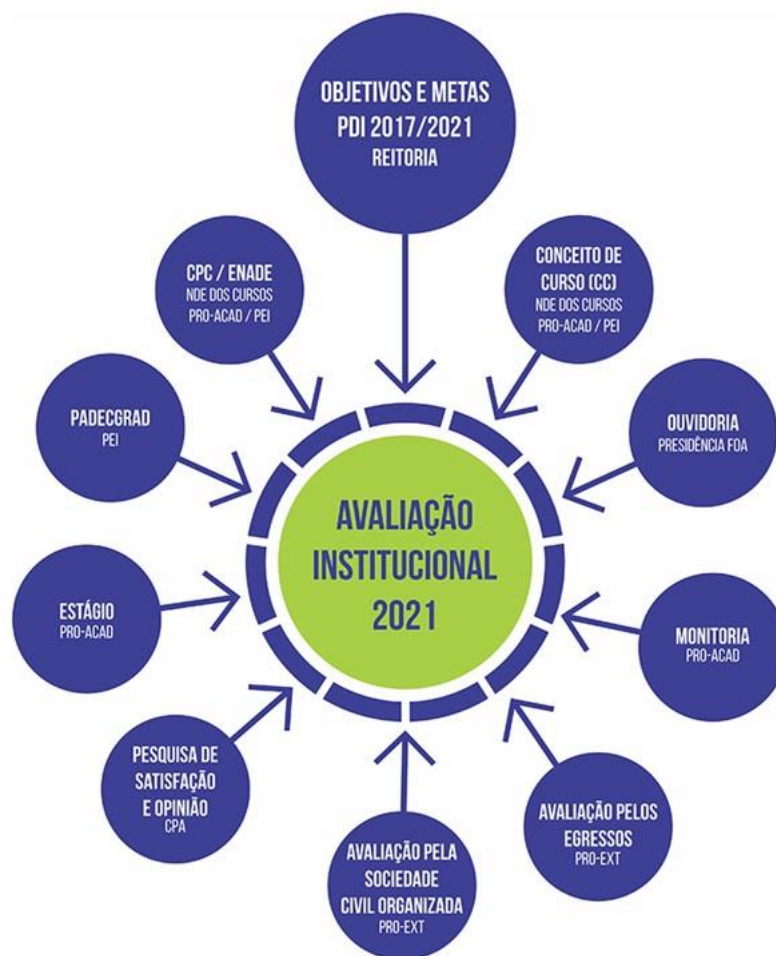 OBJETIVOS E METAS
PDI 2017/2021
REITORIA
CPC / ENADE
NDE DOS CURSOS
PRO-ACAD / PEI
CONCEITO DE
CURSO (CC)
NDE DOS CURSOS
PRO-ACAD / PEI
PADECGRAD
PEI
OUVIDORIA
PRESIDÊNCIA FOA
AVALIAÇÃO
INSTITUCIONAL
2021
ESTÁGIO
PRO-ACAD
MONITORIA
PRO-ACAD
PESQUISA DE
SATISFAÇÃO
E OPINIÃO
CPA
AVALIAÇÃO PELA
SOCIEDADE
CIVIL ORGANIZADA
PRO-EXT
AVALIAÇÃO PELOS
EGRESSOS
PRO-EXT